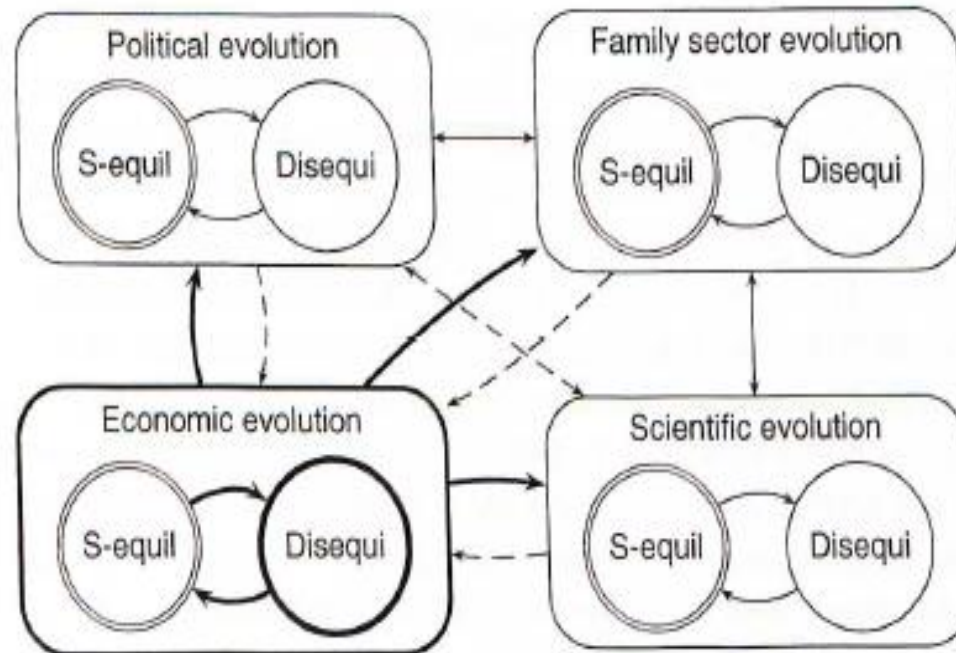 Political evolution
S-equil
Disequi
Family sector evolution
S-equil
Disequi
Economic evolution
S-equil
Disequi
Scientific evolution
S-equil
Disequi